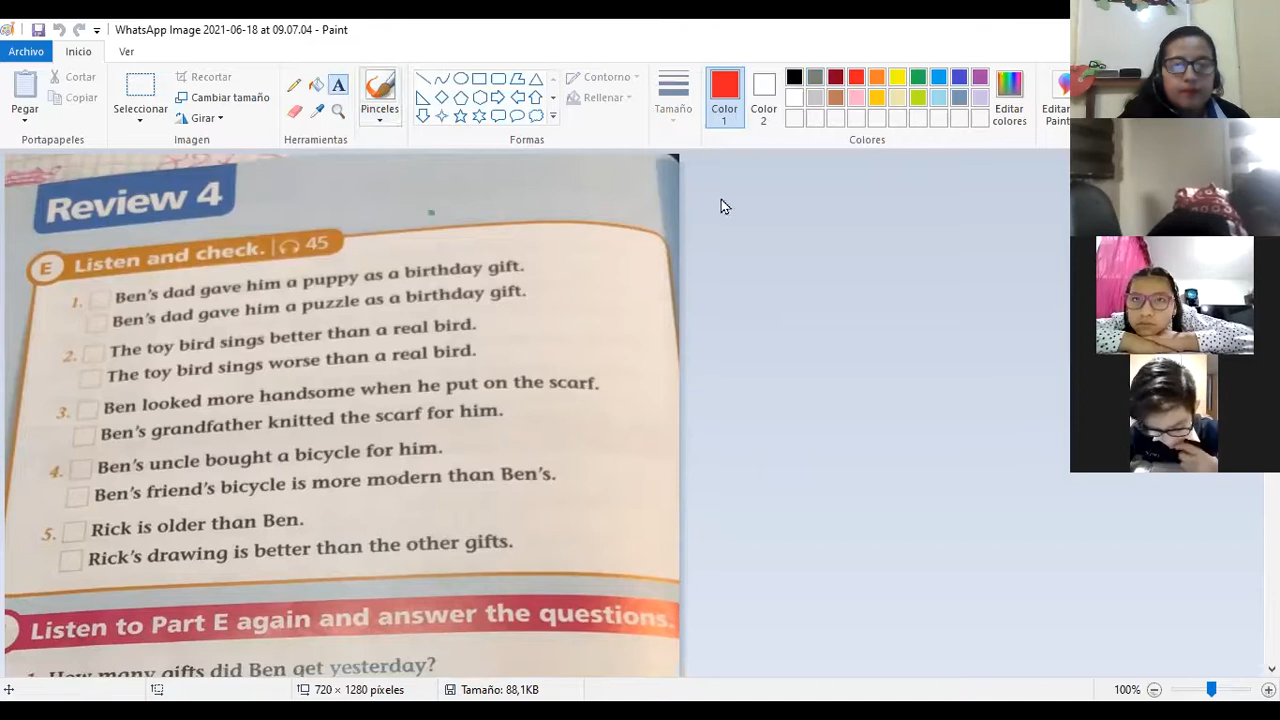 WhatsApp Image 2021-06-18 at 09.07.04 - Paint
Archivo Inicio Ver
Pegar
Cortar
Copiar
Portapapeles
Seleccionar
Recortar
Cambiar tamaño
Girar
Imagen
A
Herramientas
Pinceles
Contorno
Rellenar
Formas
Tamaño
Color 1
Color 2
Editar colores
Colores
Editar
Paint
Review 4
E Listen and check. 45
1. Ben's dad gave him a puppy as a birthday gift.
Ben's dad gave him a puzzle as a birthday gift.
2. The toy bird sings better than a real bird.
The toy bird sings worse than a real bird.
3. Ben looked more handsome when he put on the scarf.
Ben's grandfather knitted the scarf for him.
4. Ben's uncle bought a bicycle for him.
Ben's friend's bicycle is more modern than Ben's.
5. Rick is older than Ben.
Rick's drawing is better than the other gifts.
Listen to Part E again and answer the questions.
1. How many gifts did Ben get yesterday?
720 × 1280 píxeles
Tamaño: 88,1KB
100%